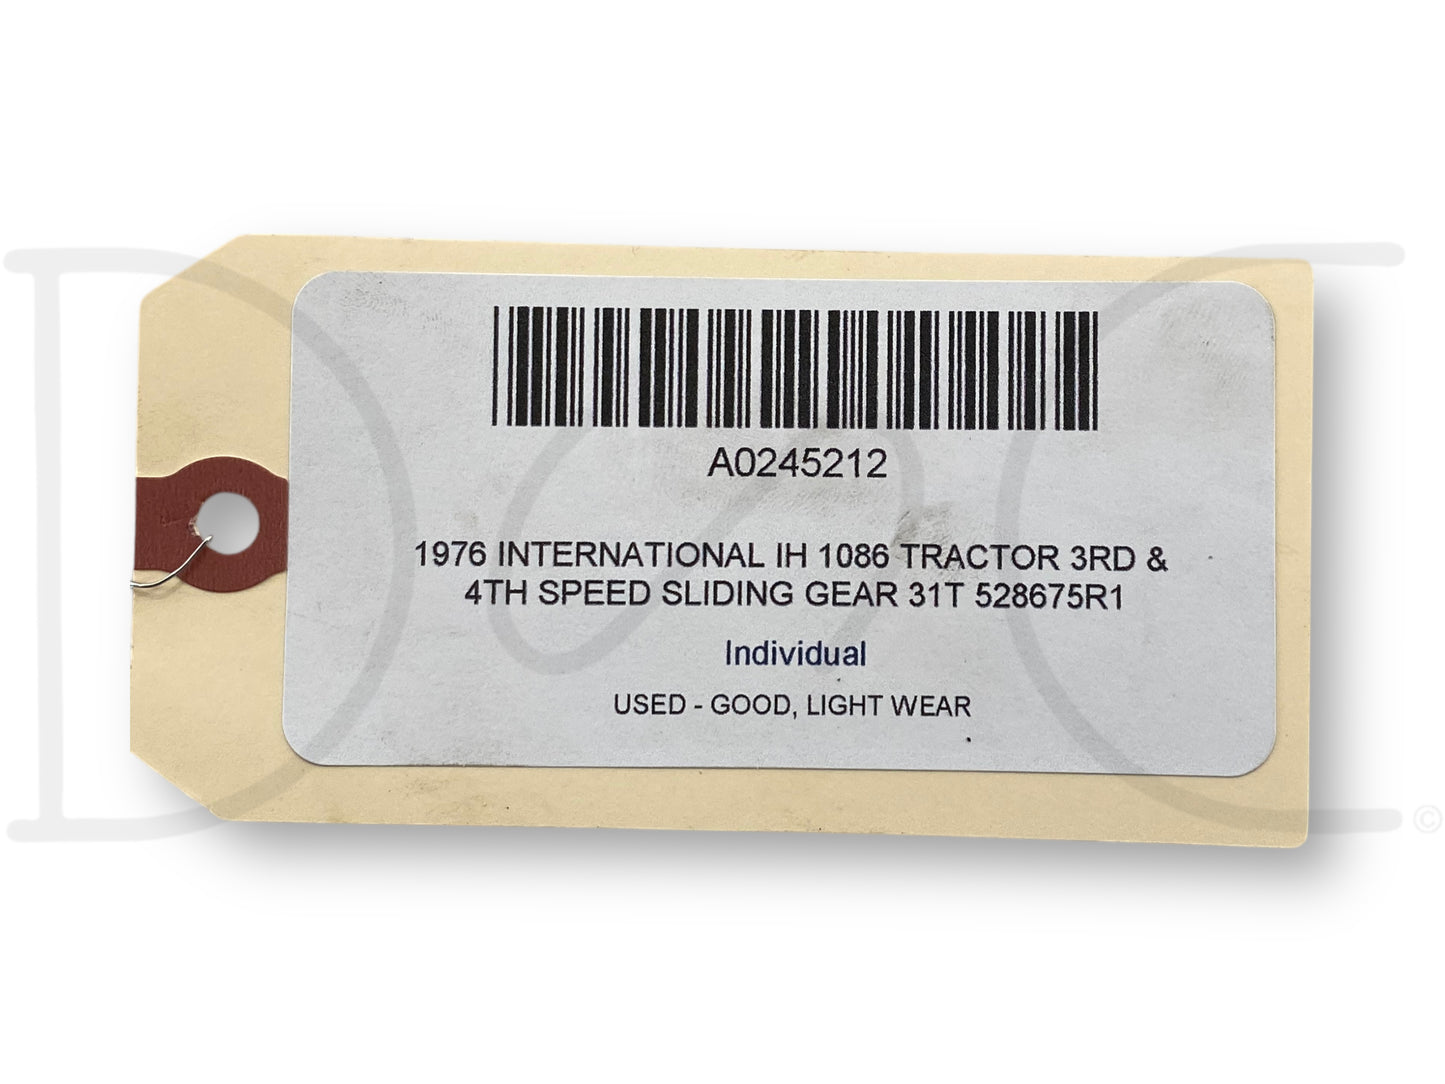 A0245212
1976 INTERNATIONAL IH 1086 TRACTOR 3RD &
4TH SPEED SLIDING GEAR 31T 528675R1
Individual
USED - GOOD, LIGHT WEAR
©